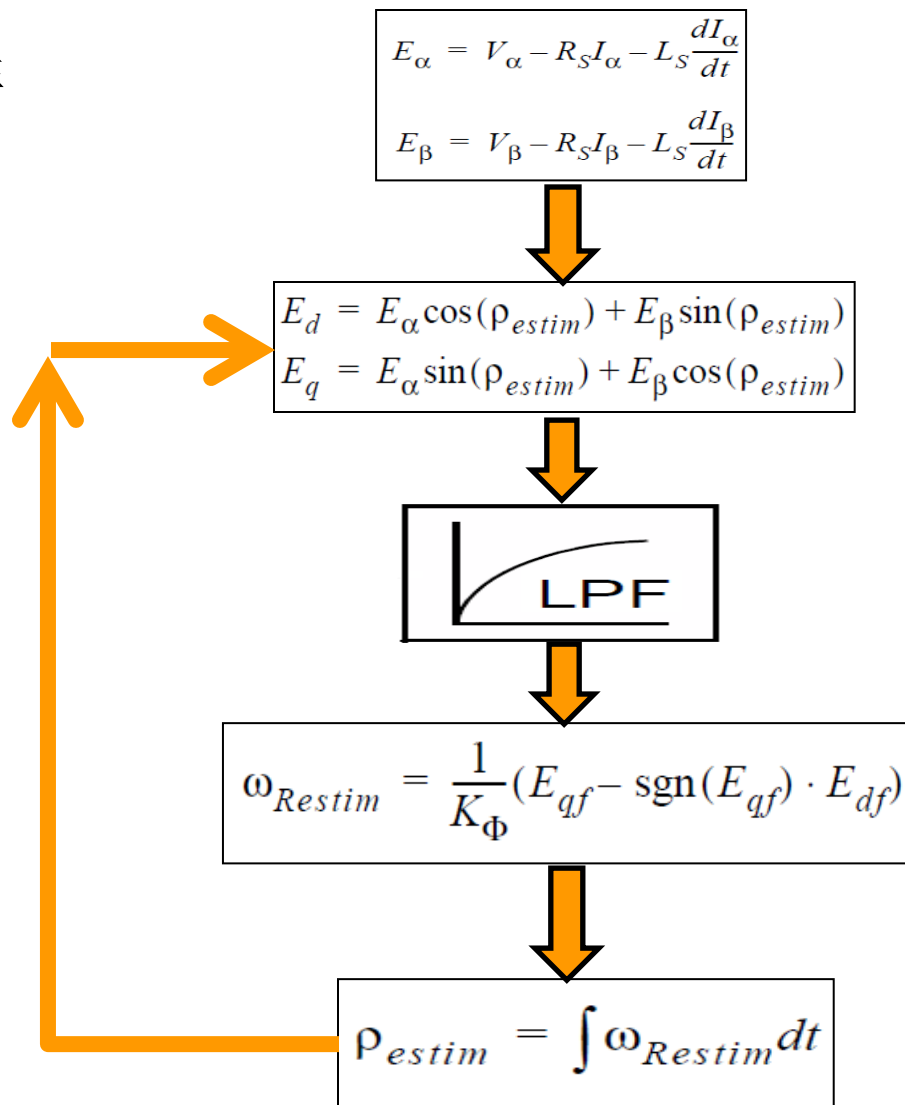 E_α = V_α – R_S I_α – L_S dI_α/dt
E_β = V_β – R_S I_β – L_S dI_β/dt
E_d = E_α cos(ρ_estim) + E_β sin(ρ_estim)
E_q = E_α sin(ρ_estim) + E_β cos(ρ_estim)
LPF
ω_Restim = 1/K_Φ (E_qf – sgn(E_qf) · E_df)
ρ_estim = ∫ω_Restim dt